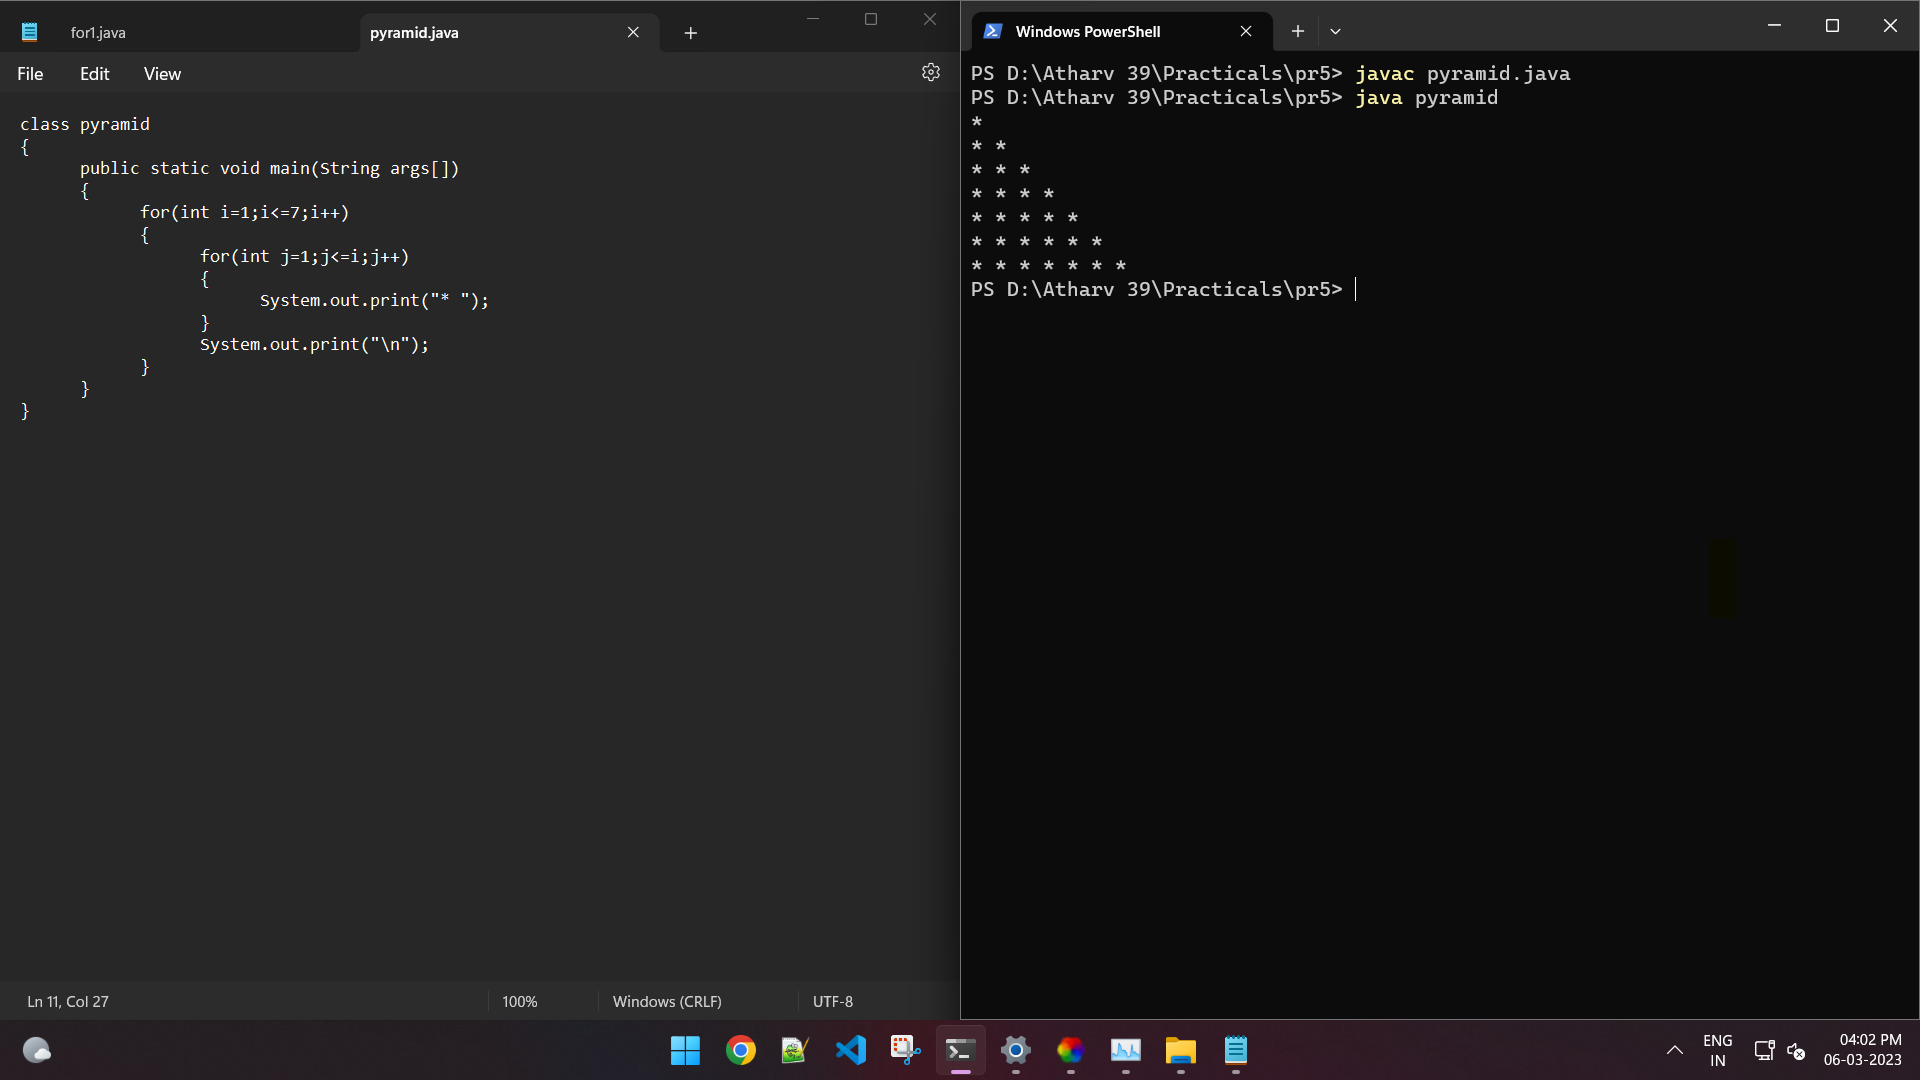 for1.java
pyramid.java
File Edit View
class pyramid
{
public static void main(String args[])
{
for(int i=1;i<=7;i++)
{
for(int j=1;j<=i;j++)
{
System.out.print("* ");
}
System.out.print("\n");
}
}
}
Ln 11, Col 27 100% Windows (CRLF) UTF-8
Windows PowerShell
PS D:\Atharv 39\Practicals\pr5> javac pyramid.java
PS D:\Atharv 39\Practicals\pr5> java pyramid
*
* *
* * *
* * * *
* * * * *
* * * * * *
* * * * * * *
PS D:\Atharv 39\Practicals\pr5>
ENG
IN
04:02 PM
06-03-2023